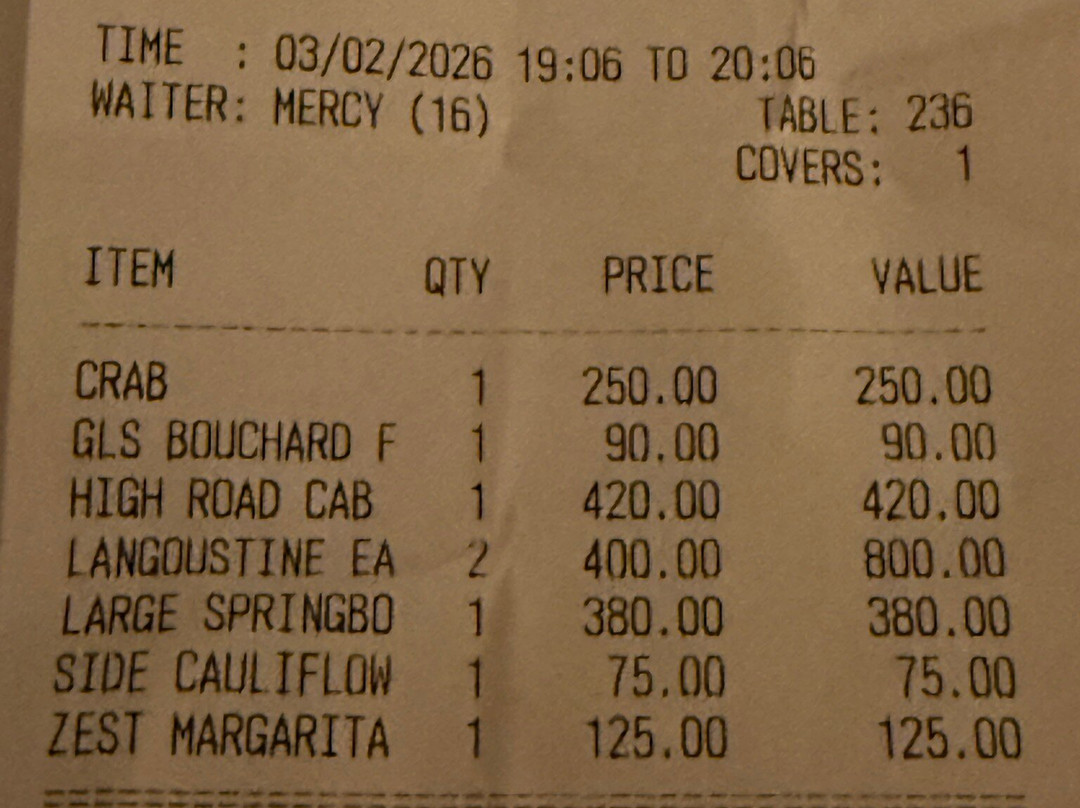 TIME : 03/02/2026 19:06 TO 20:06
WAITER: MERCY (16) TABLE: 236
COVERS: 1
ITEM QTY PRICE VALUE
CRAB 1 250.00 250.00
GLS BOUCHARD F 1 90.00 90.00
HIGH ROAD CAB 1 420.00 420.00
LANGOUSTINE EA 2 400.00 800.00
LARGE SPRINGBO 1 380.00 380.00
SIDE CAULIFLOW 1 75.00 75.00
ZEST MARGARITA 1 125.00 125.00